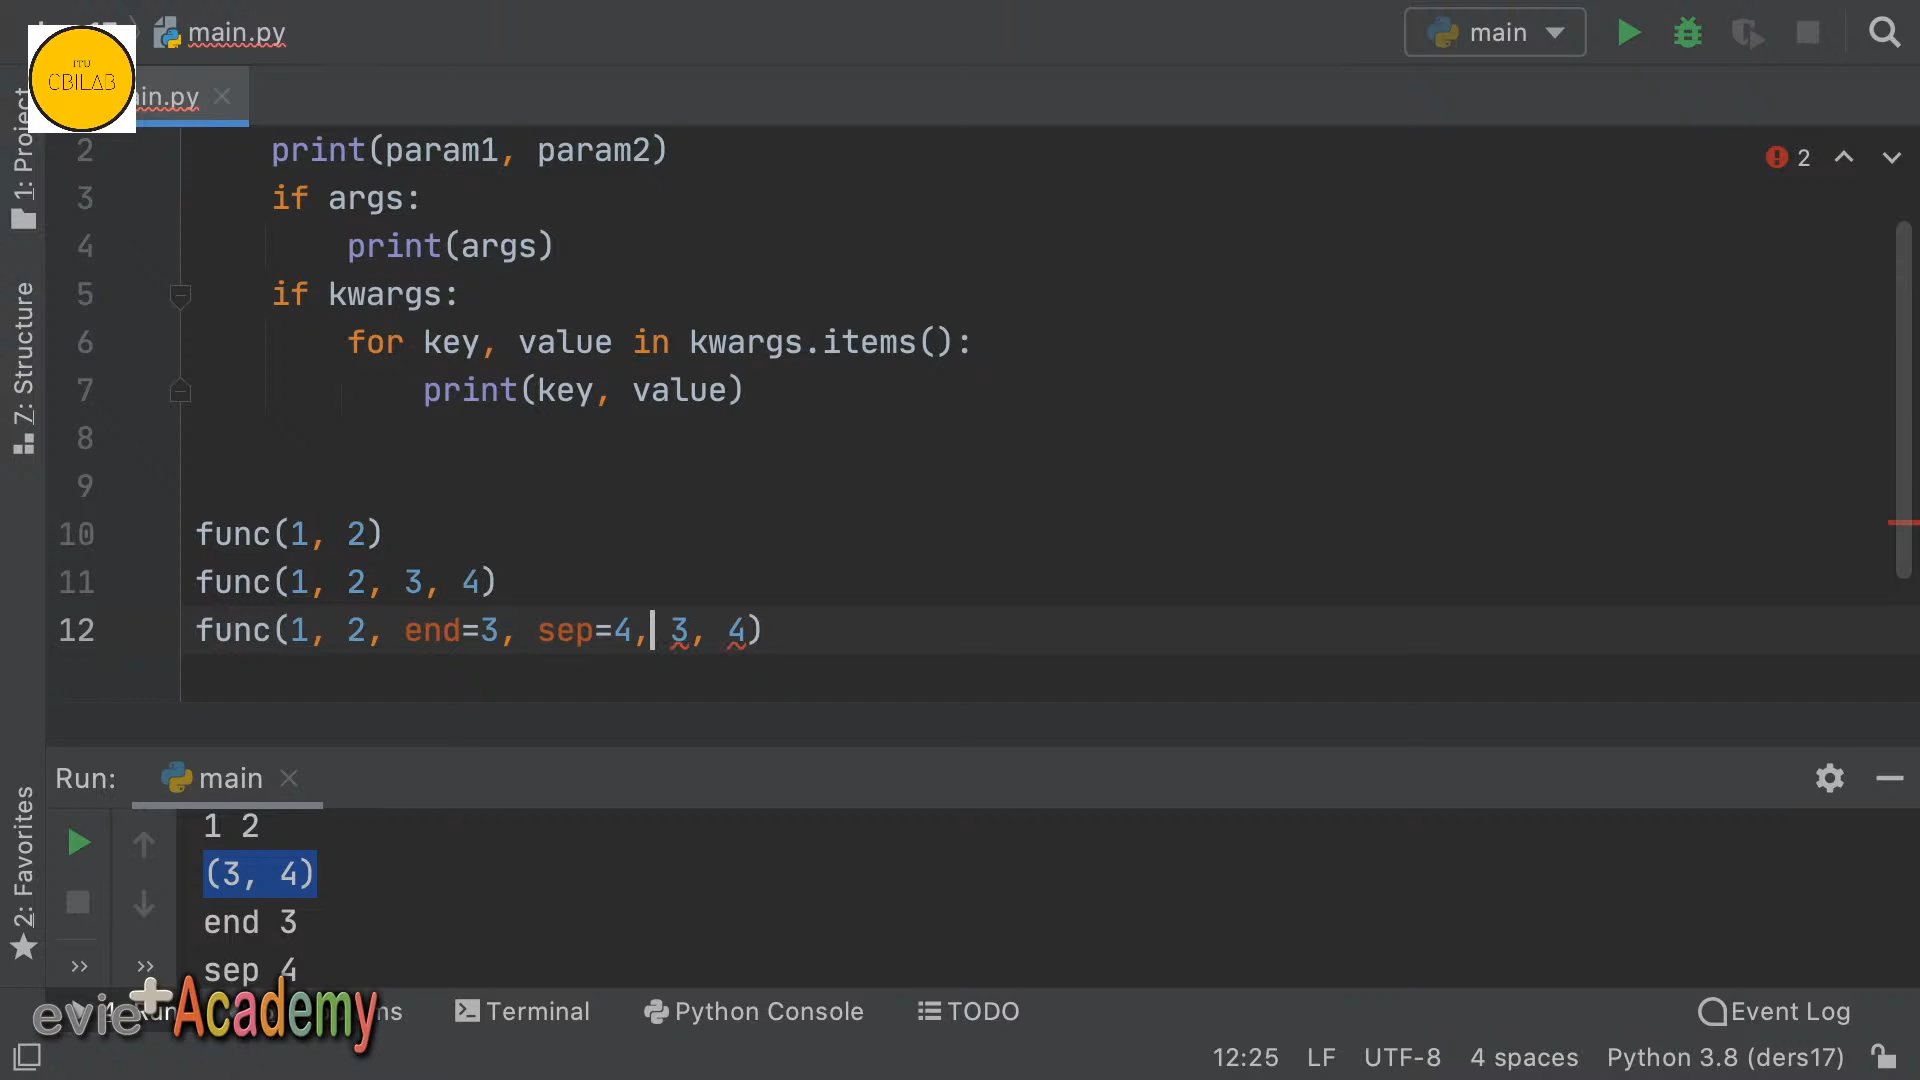 main.py
main
ITU
CBILAB
in.py
1: Project
2
print(param1, param2)
2
3
if args:
4
print(args)
5
if kwargs:
6
for key, value in kwargs.items():
7
print(key, value)
8
9
10
func(1, 2)
11
func(1, 2, 3, 4)
12
func(1, 2, end=3, sep=4, 3, 4)
Z: Structure
2: Favorites
Run:
main
1 2
(3, 4)
end 3
sep 4
evie+Academy
Terminal
Python Console
TODO
Event Log
12:25
LF
UTF-8
4 spaces
Python 3.8 (ders17)